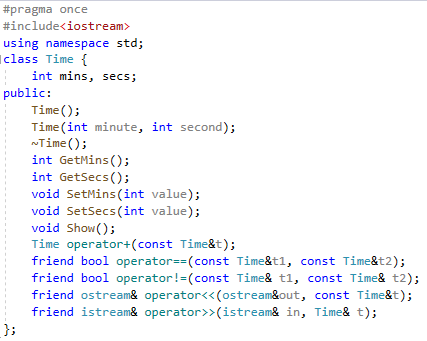 #pragma once
#include<iostream>
using namespace std;
class Time {
int mins, secs;
public:
Time();
Time(int minute, int second);
~Time();
int GetMins();
int GetSecs();
void SetMins(int value);
void SetSecs(int value);
void Show();
Time operator+(const Time&t);
friend bool operator==(const Time&t1, const Time&t2);
friend bool operator!=(const Time& t1, const Time& t2);
friend ostream& operator<<(ostream&out, const Time&t);
friend istream& operator>>(istream& in, Time& t);
};